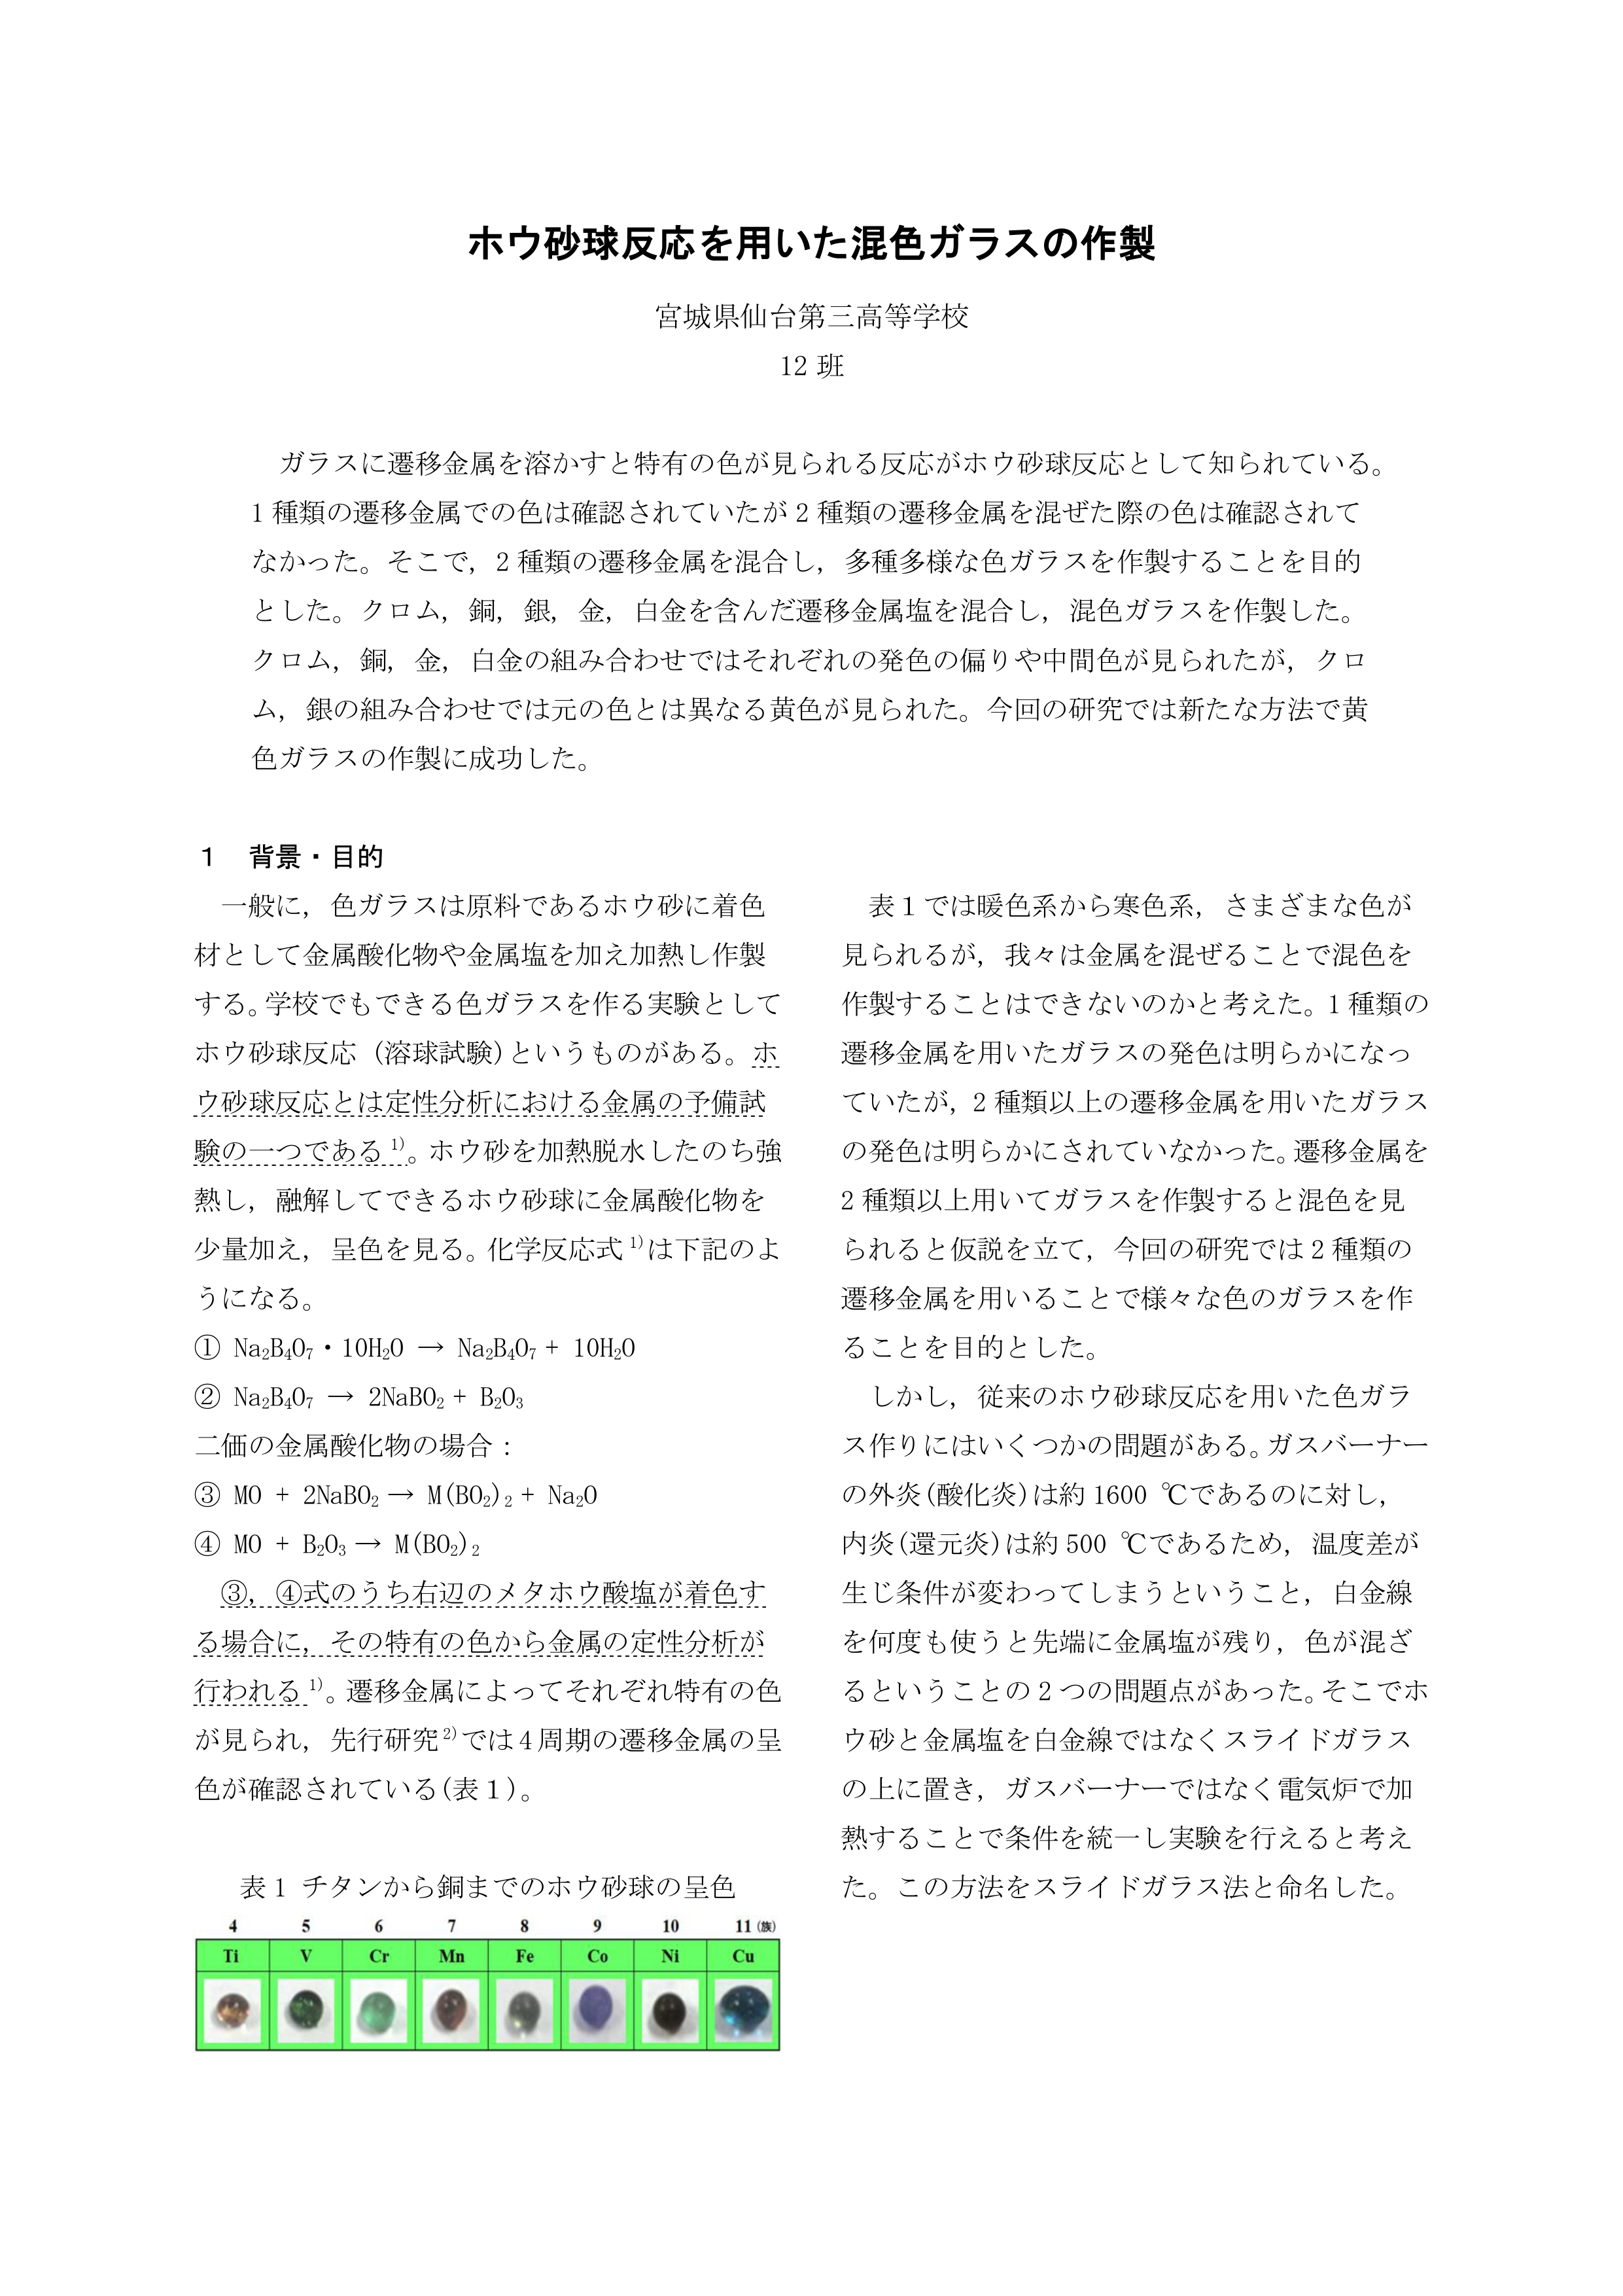 ホウ砂球反応を用いた混色ガラスの作製
宮城県仙台第三高等学校
12 班
ガラスに遷移金属を溶かすと特有の色が見られる反応がホウ砂球反応として知られている。
1 種類の遷移金属での色は確認されていたが 2 種類の遷移金属を混ぜた際の色は確認されて
なかった。そこで，2 種類の遷移金属を混合し，多種多様な色ガラスを作製することを目的
とした。クロム，銅，銀，金，白金を含んだ遷移金属塩を混合し，混色ガラスを作製した。
クロム，銅，金，白金の組み合わせではそれぞれの発色の偏りや中間色が見られたが，クロ
ム，銀の組み合わせでは元の色とは異なる黄色が見られた。今回の研究では新たな方法で黄
色ガラスの作製に成功した。
1　背景・目的
一般に，色ガラスは原料であるホウ砂に着色
材として金属酸化物や金属塩を加え加熱し作製
する。学校でもできる色ガラスを作る実験として
ホウ砂球反応（溶球試験）というものがある。ホ
ウ砂球反応とは定性分析における金属の予備試
験の一つである ¹⁾。ホウ砂を加熱脱水したのち強
熱し，融解してできるホウ砂球に金属酸化物を
少量加え，呈色を見る。化学反応式 ¹⁾は下記のよ
うになる。
① Na₂B₄O₇・10H₂O → Na₂B₄O₇ + 10H₂O
② Na₂B₄O₇ → 2NaBO₂ + B₂O₃
二価の金属酸化物の場合：
③ MO + 2NaBO₂ → M(BO₂)₂ + Na₂O
④ MO + B₂O₃ → M(BO₂)₂
③，④式のうち右辺のメタホウ酸塩が着色す
る場合に，その特有の色から金属の定性分析が
行われる ¹⁾。遷移金属によってそれぞれ特有の色
が見られ，先行研究 ²⁾では 4 周期の遷移金属の呈
色が確認されている(表 1)。
表 1 チタンから銅までのホウ砂球の呈色
4 5 6 7 8 9 10 11 (族)
Ti V Cr Mn Fe Co Ni Cu
表 1 では暖色系から寒色系，さまざまな色が
見られるが，我々は金属を混ぜることで混色を
作製することはできないのかと考えた。1 種類の
遷移金属を用いたガラスの発色は明らかになっ
ていたが，2 種類以上の遷移金属を用いたガラス
の発色は明らかにされていなかった。遷移金属を
2 種類以上用いてガラスを作製すると混色を見
られると仮説を立て，今回の研究では 2 種類の
遷移金属を用いることで様々な色のガラスを作
ることを目的とした。
しかし，従来のホウ砂球反応を用いた色ガラ
ス作りにはいくつかの問題がある。ガスバーナー
の外炎(酸化炎)は約 1600 ℃であるのに対し，
内炎(還元炎)は約 500 ℃であるため，温度差が
生じ条件が変わってしまうということ，白金線
を何度も使うと先端に金属塩が残り，色が混ざ
るということの 2 つの問題点があった。そこでホ
ウ砂と金属塩を白金線ではなくスライドガラス
の上に置き，ガスバーナーではなく電気炉で加
熱することで条件を統一し実験を行えると考え
た。この方法をスライドガラス法と命名した。